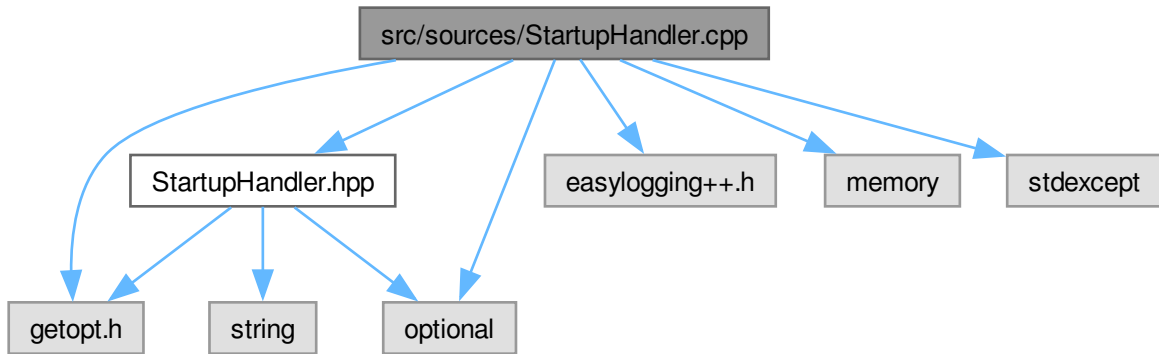 src/sources/StartupHandler.cpp
StartupHandler.hpp
easylogging++.h
memory
stdexcept
getopt.h
string
optional